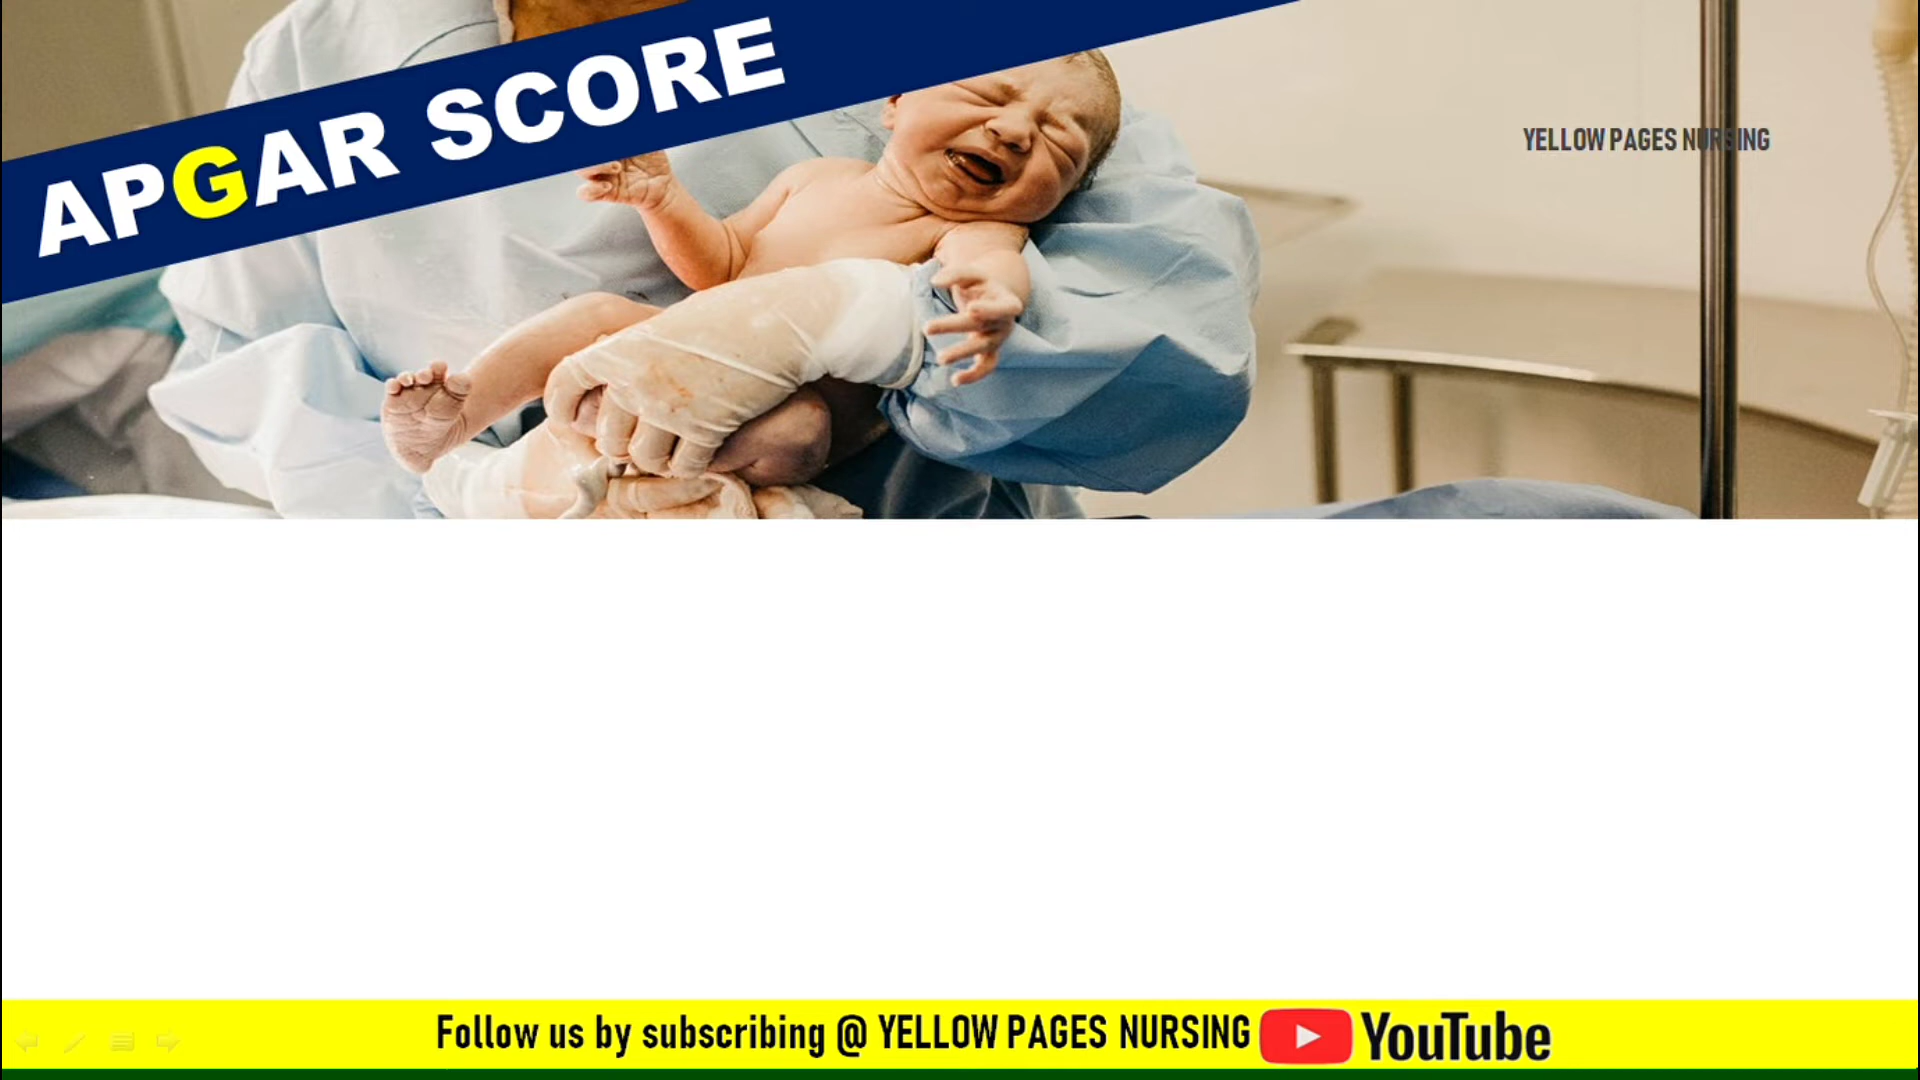 APGAR SCORE
YELLOW PAGES NURSING
Follow us by subscribing @ YELLOW PAGES NURSING YouTube